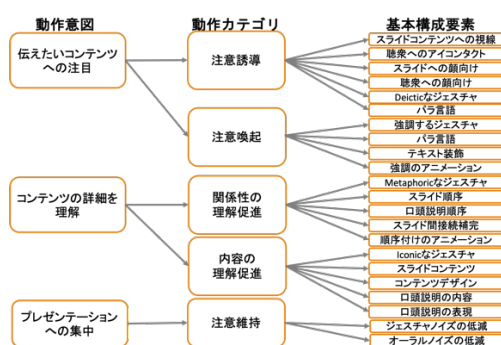 動作意図
動作カテゴリ
基本構成要素
伝えたいコンテンツ
への注目
注意誘導
スライドコンテンツへの視線
聴衆へのアイコンタクト
スライドへの顔向け
聴衆への顔向け
Deicticなジェスチャ
パラ言語
注意喚起
強調するジェスチャ
パラ言語
テキスト装飾
強調のアニメーション
コンテンツの詳細を
理解
関係性の
理解促進
Metaphoricなジェスチャ
スライド順序
口頭説明順序
スライド間接続補完
順序付けのアニメーション
内容の
理解促進
Iconicなジェスチャ
スライドコンテンツ
コンテンツデザイン
口頭説明の内容
口頭説明の表現
プレゼンテーション
への集中
注意維持
ジェスチャノイズの低減
オーラルノイズの低減